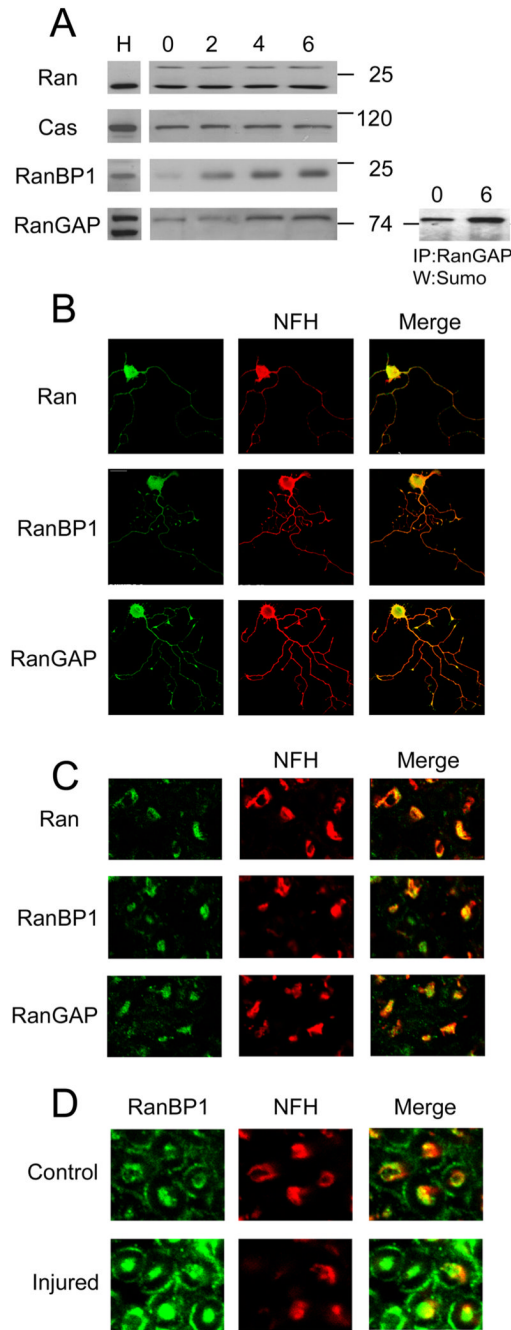 A
H 0 2 4 6
Ran 25
Cas 120
RanBP1 25
RanGAP 74
0 6
IP:RanGAP
W:Sumo
B
NFH Merge
Ran
RanBP1
RanGAP
C
NFH Merge
Ran
RanBP1
RanGAP
D
RanBP1 NFH Merge
Control
Injured